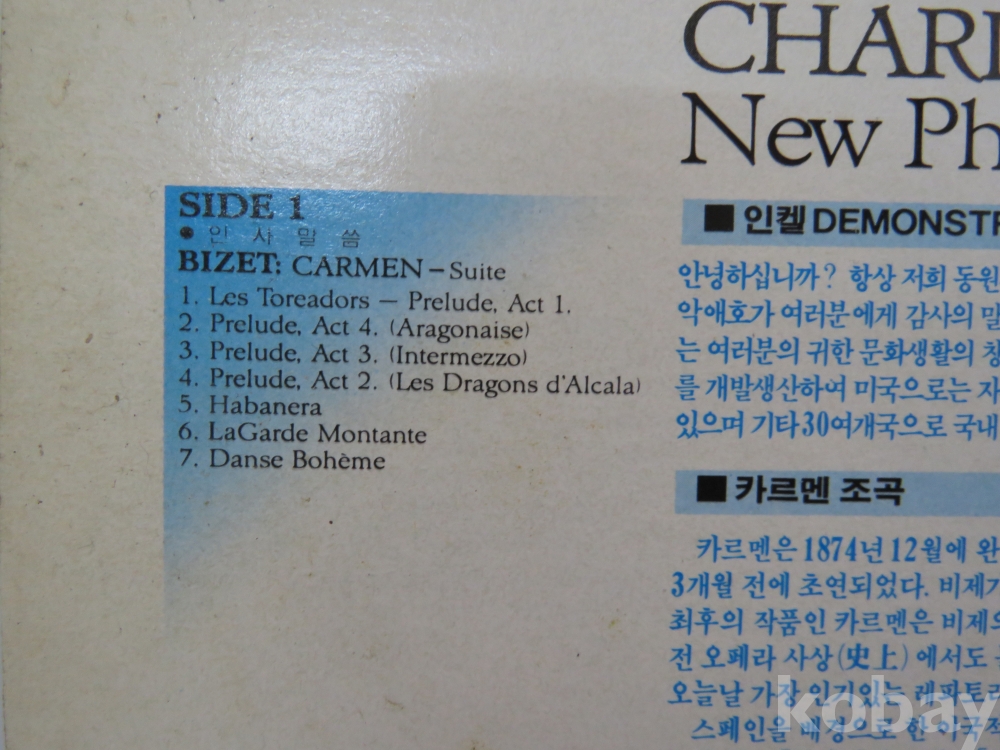 CHARI
New Ph
SIDE 1
● 인 사 말 씀
BIZET: CARMEN – Suite
1. Les Toreadors – Prelude, Act 1.
2. Prelude, Act 4. (Aragonaise)
3. Prelude, Act 3. (Intermezzo)
4. Prelude, Act 2. (Les Dragons d'Alcala)
5. Habanera
6. LaGarde Montante
7. Danse Bohème
■ 인켈 DEMONSTR
안녕하십니까? 항상 저희 동원
악애호가 여러분에게 감사의 말
는 여러분의 귀한 문화생활의 창
를 개발생산하여 미국으로는 자
있으며 기타 30여개국으로 국내
■ 카르멘 조곡
카르멘은 1874년 12월에 완
3개월 전에 초연되었다. 비제가
최후의 작품인 카르멘은 비제의
전 오페라 사상(史上)에서도
오늘날 가장 인기있는 레파토리
스페인을 배경으로 한 이국적
kobay